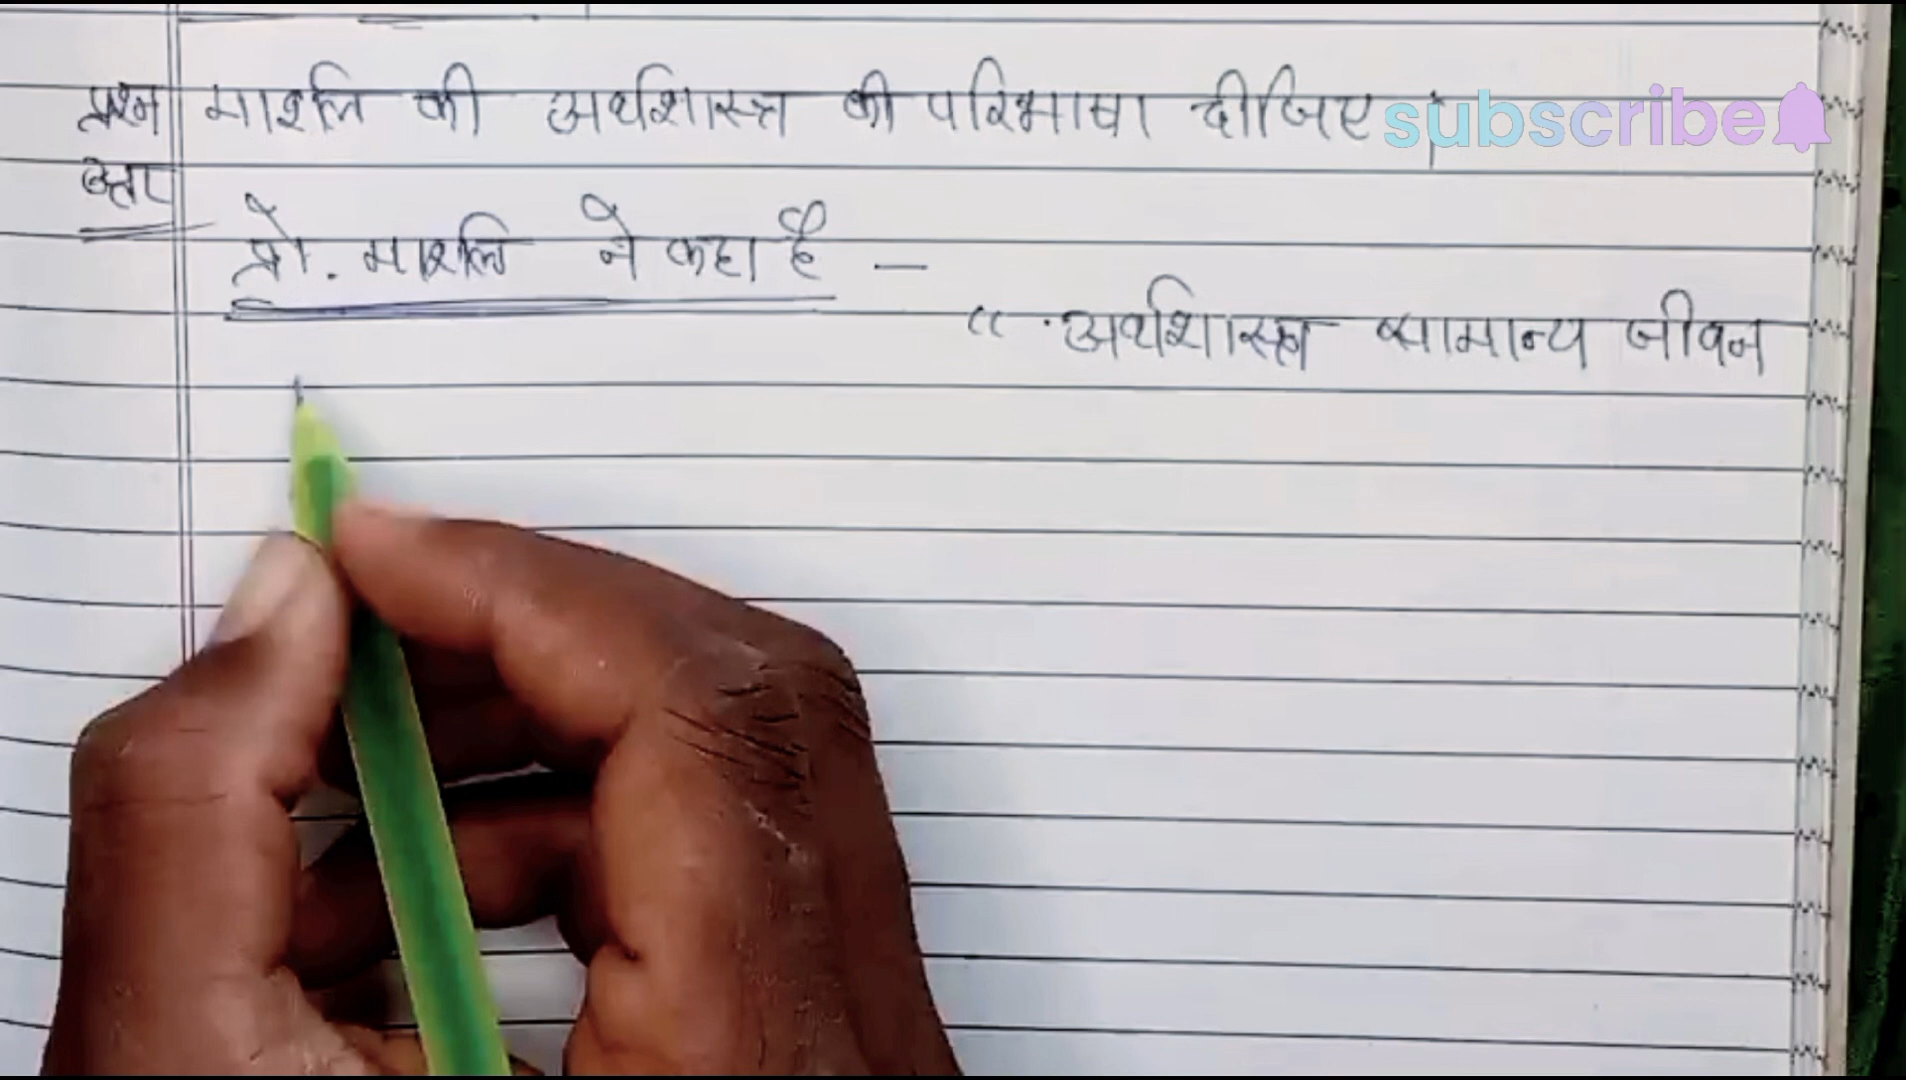 प्रश्न मार्शल की अर्थशास्त्र की परिभाषा दीजिए । subscribe
उत्तर
प्रो. मार्शल ने कहा है —
“ अर्थशास्त्र सामान्य जीवन